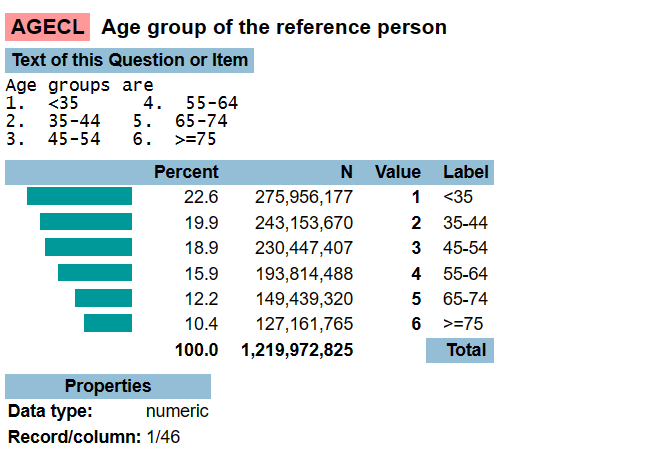 AGECL Age group of the reference person
Text of this Question or Item
Age groups are
1. <35 4. 55-64
2. 35-44 5. 65-74
3. 45-54 6. >=75
Percent N Value Label
22.6 275,956,177 1 <35
19.9 243,153,670 2 35-44
18.9 230,447,407 3 45-54
15.9 193,814,488 4 55-64
12.2 149,439,320 5 65-74
10.4 127,161,765 6 >=75
100.0 1,219,972,825 Total
Properties
Data type: numeric
Record/column: 1/46